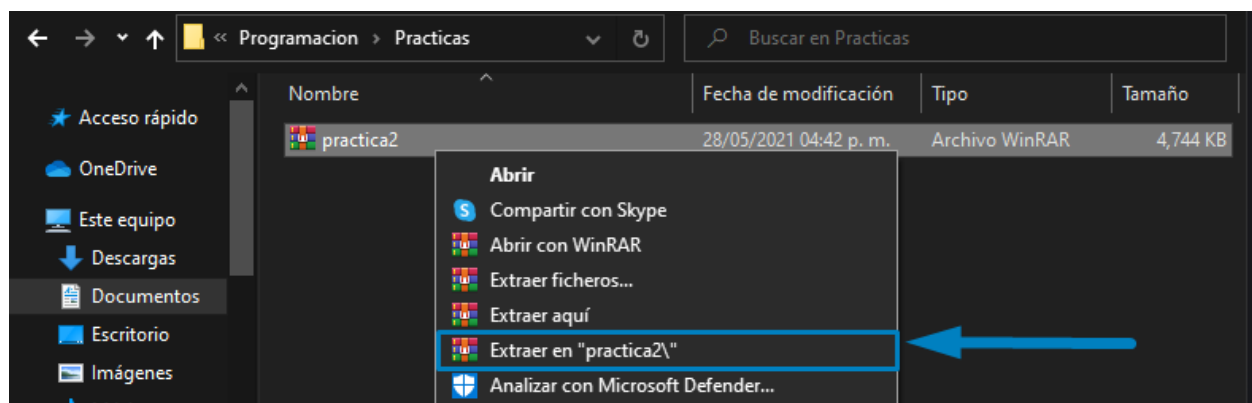 « Programacion > Practicas
Buscar en Practicas
Nombre Fecha de modificación Tipo Tamaño
Acceso rápido
practica2 28/05/2021 04:42 p. m. Archivo WinRAR 4,744 KB
OneDrive
Abrir
Este equipo
Compartir con Skype
Abrir con WinRAR
Descargas
Extraer ficheros...
Documentos
Extraer aquí
Escritorio
Extraer en "practica2\"
Imágenes
Analizar con Microsoft Defender...